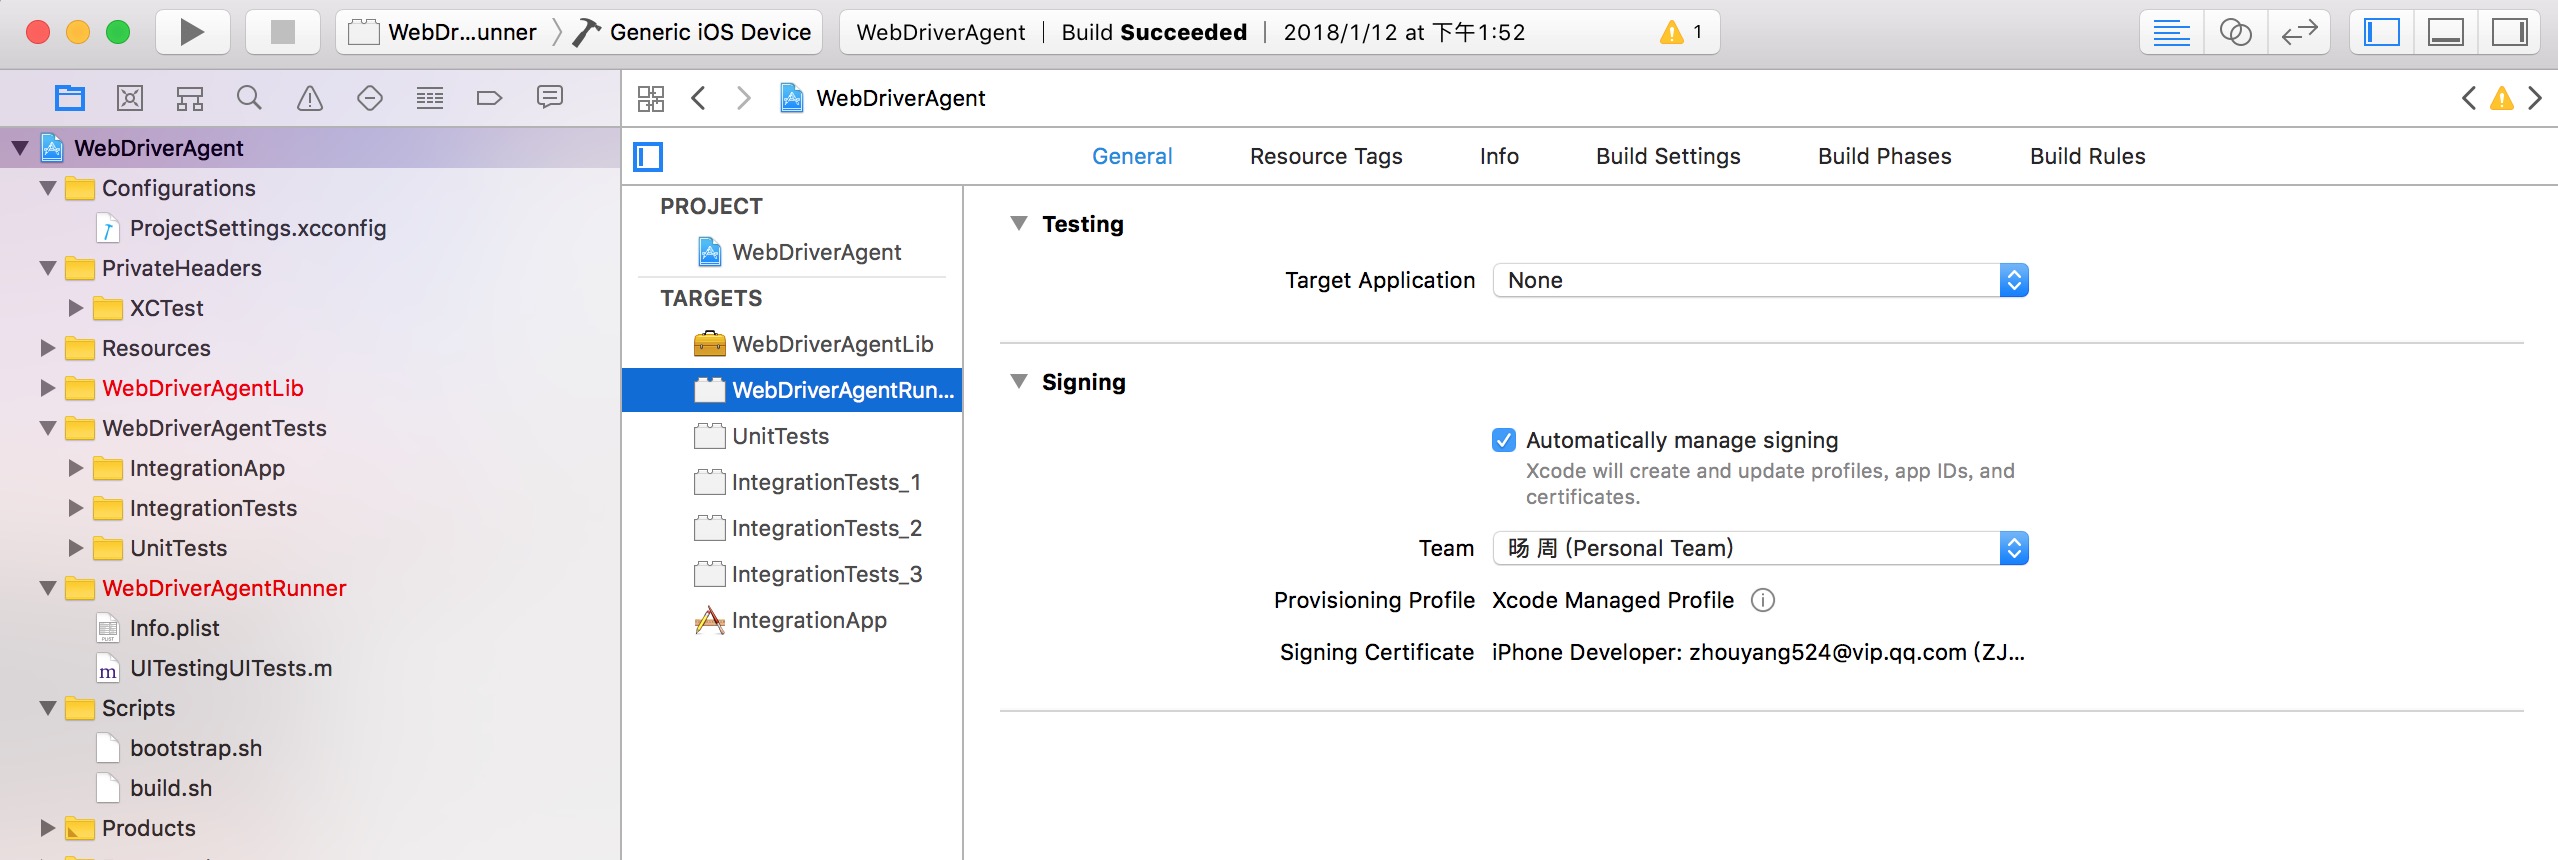 WebDr...unner
Generic iOS Device
WebDriverAgent | Build Succeeded | 2018/1/12 at 下午1:52
1
WebDriverAgent
Configurations
ProjectSettings.xcconfig
PrivateHeaders
XCTest
Resources
WebDriverAgentLib
WebDriverAgentTests
IntegrationApp
IntegrationTests
UnitTests
WebDriverAgentRunner
Info.plist
UITestingUITests.m
Scripts
bootstrap.sh
build.sh
Products
WebDriverAgent
General
Resource Tags
Info
Build Settings
Build Phases
Build Rules
PROJECT
WebDriverAgent
TARGETS
WebDriverAgentLib
WebDriverAgentRun...
UnitTests
IntegrationTests_1
IntegrationTests_2
IntegrationTests_3
IntegrationApp
Testing
Target Application None
Signing
Automatically manage signing
Xcode will create and update profiles, app IDs, and
certificates.
Team 旸 周 (Personal Team)
Provisioning Profile Xcode Managed Profile
Signing Certificate iPhone Developer: zhouyang524@vip.qq.com (ZJ...